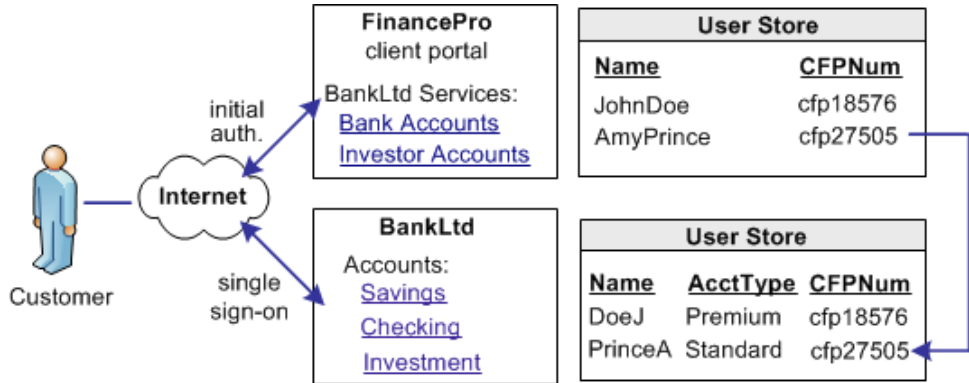 FinancePro
client portal
BankLtd Services:
Bank Accounts
Investor Accounts
User Store
Name CFPNum
JohnDoe cfp18576
AmyPrince cfp27505
initial
auth.
Internet
Customer
single
sign-on
BankLtd
Accounts:
Savings
Checking
Investment
User Store
Name AcctType CFPNum
DoeJ Premium cfp18576
PrinceA Standard cfp27505